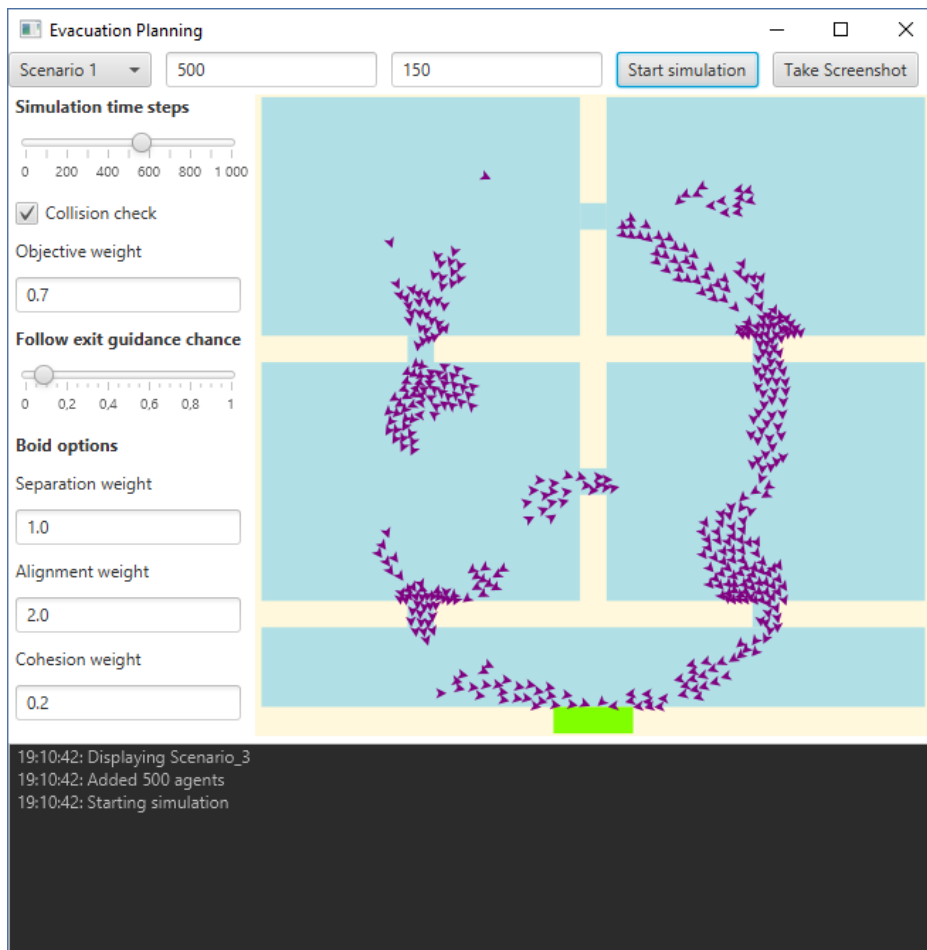 Evacuation Planning
Scenario 1 500 150 Start simulation Take Screenshot
Simulation time steps
0 200 400 600 800 1 000
Collision check
Objective weight
0.7
Follow exit guidance chance
0 0,2 0,4 0,6 0,8 1
Boid options
Separation weight
1.0
Alignment weight
2.0
Cohesion weight
0.2
19:10:42: Displaying Scenario_3
19:10:42: Added 500 agents
19:10:42: Starting simulation